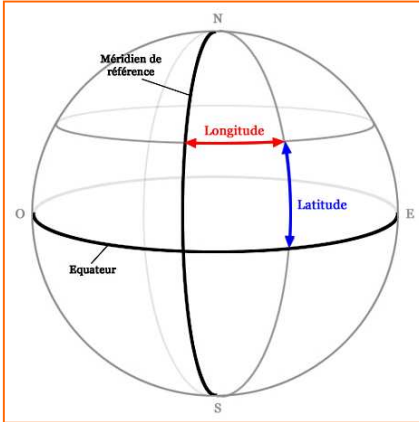 N
Méridien de
référence
Longitude
Latitude
O
E
Equateur
S